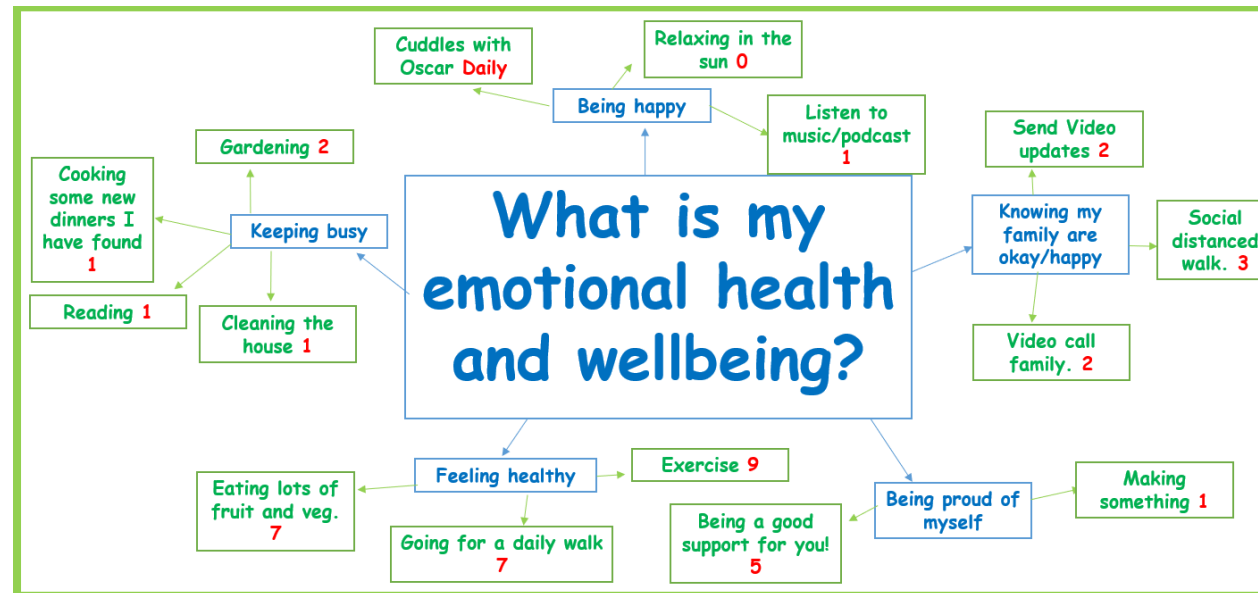 Cuddles with
Oscar Daily
Relaxing in the
sun 0
Being happy
Listen to
music/podcast
1
Send Video
updates 2
Gardening 2
Cooking
some new
dinners I
have found
1
Keeping busy
Reading 1
Cleaning the
house 1
What is my
emotional health
and wellbeing?
Knowing my
family are
okay/happy
Social
distanced
walk. 3
Video call
family. 2
Feeling healthy
Exercise 9
Eating lots of
fruit and veg.
7
Going for a daily walk
7
Being proud of
myself
Making
something 1
Being a good
support for you!
5